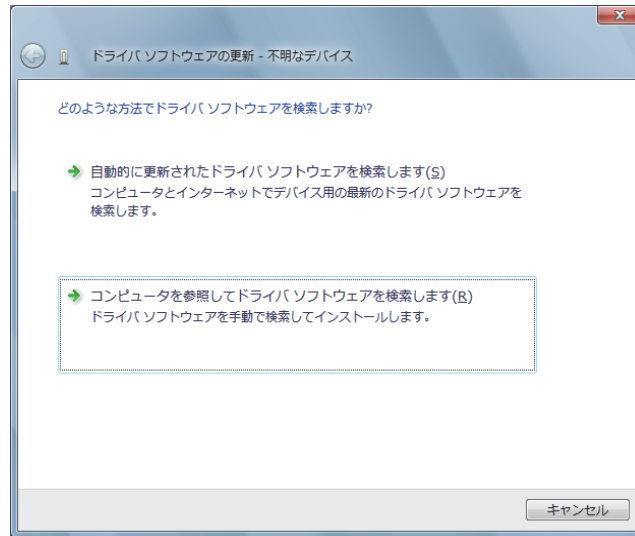 ドライバ ソフトウェアの更新 - 不明なデバイス
どのような方法でドライバ ソフトウェアを検索しますか?
自動的に更新されたドライバ ソフトウェアを検索します(S)
コンピュータとインターネットでデバイス用の最新のドライバ ソフトウェアを
検索します。
コンピュータを参照してドライバ ソフトウェアを検索します(R)
ドライバ ソフトウェアを手動で検索してインストールします。
キャンセル